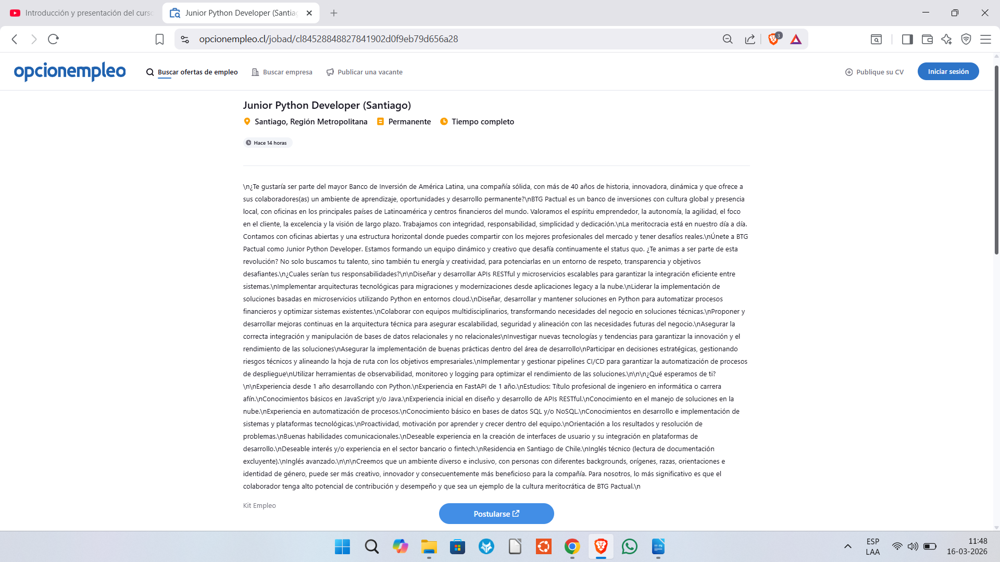 Introducción y presentación del curso
Junior Python Developer (Santia
opcionempleo.cl/jobad/cl84528848827841902d0f9eb79d656a28
3
opcionempleo
Buscar ofertas de empleo
Buscar empresa
Publicar una vacante
Publique su CV
Iniciar sesión
Junior Python Developer (Santiago)
Santiago, Región Metropolitana
Permanente
Tiempo completo
Hace 14 horas
\n¿Te gustaría ser parte del mayor Banco de Inversión de América Latina, una compañía sólida, con más de 40 años de historia, innovadora, dinámica y que ofrece a
sus colaboradores(as) un ambiente de aprendizaje, oportunidades y desarrollo permanente?\nBTG Pactual es un banco de inversiones con cultura global y presencia
local, con oficinas en los principales países de Latinoamérica y centros financieros del mundo. Valoramos el espíritu emprendedor, la autonomía, la agilidad, el foco
en el cliente, la excelencia y la visión de largo plazo. Trabajamos con integridad, responsabilidad, simplicidad y dedicación.\nLa meritocracia está en nuestro día a día.
Contamos con oficinas abiertas y una estructura horizontal donde puedes compartir con los mejores profesionales del mercado y tener desafíos reales.\nÚnete a BTG
Pactual como Junior Python Developer. Estamos formando un equipo dinámico y creativo que desafía continuamente el status quo. ¿Te animas a ser parte de esta
revolución? No solo buscamos tu talento, sino también tu energía y creatividad, para potenciarlas en un entorno de respeto, transparencia y objetivos
desafiantes.\n¿Cuales serían tus responsabilidades?\n\nDiseñar y desarrollar APIs RESTful y microservicios escalables para garantizar la integración eficiente entre
sistemas.\nImplementar arquitecturas tecnológicas para migraciones y modernizaciones desde aplicaciones legacy a la nube.\nLiderar la implementación de
soluciones basadas en microservicios utilizando Python en entornos cloud.\nDiseñar, desarrollar y mantener soluciones en Python para automatizar procesos
financieros y optimizar sistemas existentes.\nColaborar con equipos multidisciplinarios, transformando necesidades del negocio en soluciones técnicas.\nProponer y
desarrollar mejoras continuas en la arquitectura técnica para asegurar escalabilidad, seguridad y alineación con las necesidades futuras del negocio.\nAsegurar la
correcta integración y manipulación de bases de datos relacionales y no relacionales\nInvestigar nuevas tecnologías y tendencias para garantizar la innovación y el
rendimiento de las soluciones\nAsegurar la implementación de buenas prácticas dentro del área de desarrollo\nParticipar en decisiones estratégicas, gestionando
riesgos técnicos y alineando la hoja de ruta con los objetivos empresariales.\nImplementar y gestionar pipelines CI/CD para garantizar la automatización de procesos
de despliegue\nUtilizar herramientas de observabilidad, monitoreo y logging para optimizar el rendimiento de las soluciones.\n\n\n¿Qué esperamos de ti?
\n\nExperiencia desde 1 año desarrollando con Python.\nExperiencia en FastAPI de 1 año.\nEstudios: Título profesional de ingeniero en informática o carrera
afín.\nConocimientos básicos en JavaScript y/o Java.\nExperiencia inicial en diseño y desarrollo de APIs RESTful.\nConocimiento en el manejo de soluciones en la
nube.\nExperiencia en automatización de procesos.\nConocimiento básico en bases de datos SQL y/o NoSQL.\nConocimientos en desarrollo e implementación de
sistemas y plataformas tecnológicas.\nProactividad, motivación por aprender y crecer dentro del equipo.\nOrientación a los resultados y resolución de
problemas.\nBuenas habilidades comunicacionales.\nDeseable experiencia en la creación de interfaces de usuario y su integración en plataformas de
desarrollo.\nDeseable interés y/o experiencia en el sector bancario o fintech.\nResidencia en Santiago de Chile.\nInglés técnico (lectura de documentación
excluyente).\nInglés avanzado.\n\n\nCreemos que un ambiente diverso e inclusivo, con personas con diferentes backgrounds, orígenes, razas, orientaciones e
identidad de género, puede ser más creativo, innovador y consecuentemente más beneficioso para la compañía. Para nosotros, lo más significativo es que el
colaborador tenga alto potencial de contribución y desempeño y que sea un ejemplo de la cultura meritocrática de BTG Pactual.\n
Kit Empleo
Postularse
ESP
LAA
11:48
16-03-2026